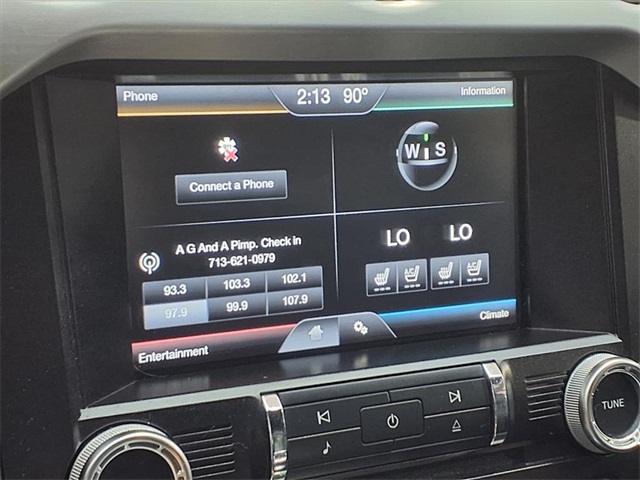 Phone 2:13 90° Information
W S
Connect a Phone
A G And A Pimp. Check in
713-621-0979
LO LO
93.3 103.3 102.1
97.9 99.9 107.9
A/C A/C
Entertainment Climate
TUNE